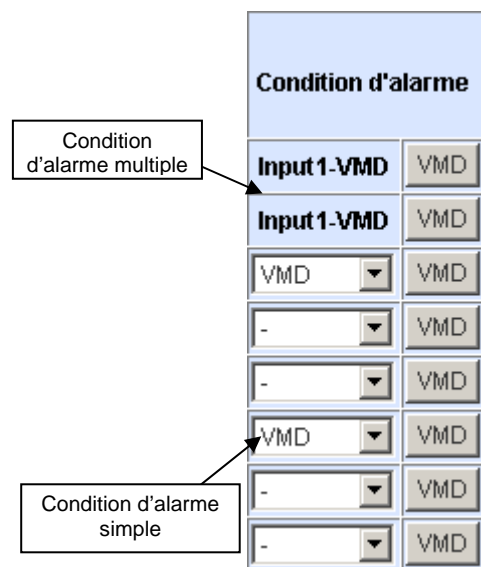 Condition d'alarme
Condition
d'alarme multiple
Input1-VMD VMD
Input1-VMD VMD
VMD VMD
- VMD
- VMD
VMD VMD
Condition d'alarme
simple
- VMD
- VMD